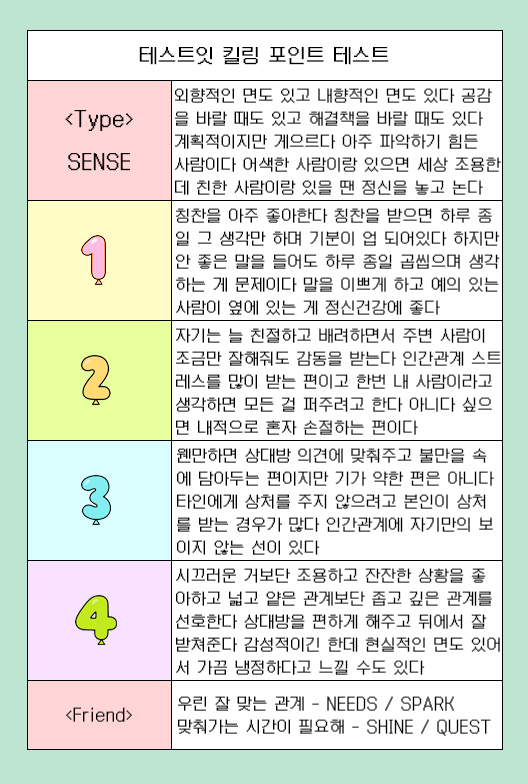 테스트잇 킬링 포인트 테스트
<Type>
SENSE
외향적인 면도 있고 내향적인 면도 있다 공감
을 바랄 때도 있고 해결책을 바랄 때도 있다
계획적이지만 게으르다 아주 파악하기 힘든
사람이다 어색한 사람이랑 있으면 세상 조용한
데 친한 사람이랑 있을 땐 정신을 놓고 논다
1
칭찬을 아주 좋아한다 칭찬을 받으면 하루 종
일 그 생각만 하며 기분이 업 되어있다 하지만
안 좋은 말을 들어도 하루 종일 곱씹으며 생각
하는 게 문제이다 말을 이쁘게 하고 예의 있는
사람이 옆에 있는 게 정신건강에 좋다
2
자기는 늘 친절하고 배려하면서 주변 사람이
조금만 잘해줘도 감동을 받는다 인간관계 스트
레스를 많이 받는 편이고 한번 내 사람이라고
생각하면 모든 걸 퍼주려고 한다 아니다 싶으
면 내적으로 혼자 손절하는 편이다
3
웬만하면 상대방 의견에 맞춰주고 불만을 속
에 담아두는 편이지만 기가 약한 편은 아니다
타인에게 상처를 주지 않으려고 본인이 상처
를 받는 경우가 많다 인간관계에 자기만의 보
이지 않는 선이 있다
4
시끄러운 거보단 조용하고 잔잔한 상황을 좋
아하고 넓고 얕은 관계보단 좁고 깊은 관계를
선호한다 상대방을 편하게 해주고 뒤에서 잘
받쳐준다 감성적이긴 한데 현실적인 면도 있어
서 가끔 냉정하다고 느낄 수도 있다
<Friend>
우린 잘 맞는 관계 - NEEDS / SPARK
맞춰가는 시간이 필요해 - SHINE / QUEST